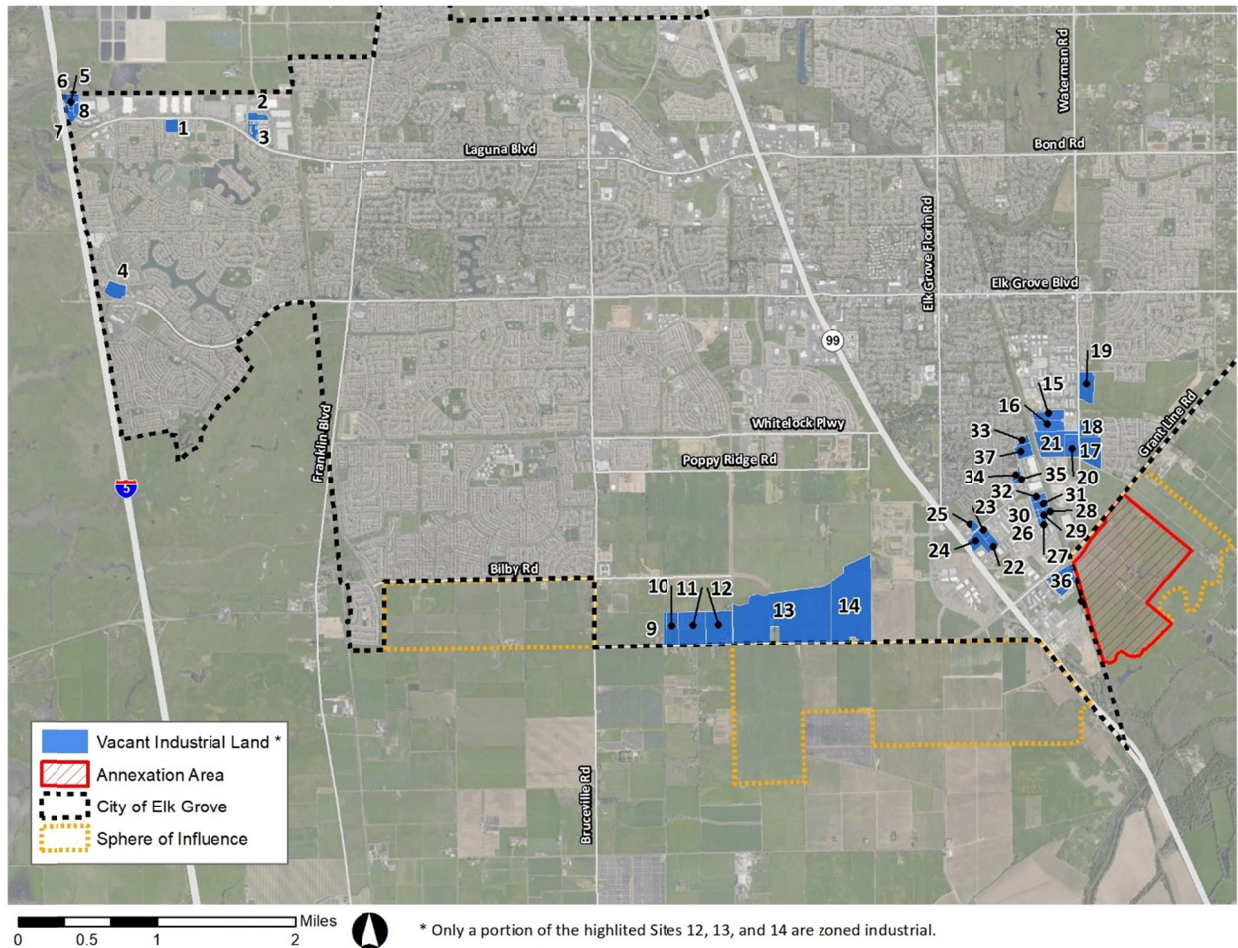 Waterman Rd
6 5
2
8
7 1 3
Laguna Blvd
Bond Rd
4
Elk Grove Florin Rd
Elk Grove Blvd
99
19
15
16
Grant Line Rd
Whitelock Plwy
33 18
21 17
37
Franklin Blvd
Poppy Ridge Rd
34 35 20
5
32 31
25 23 30 28
26 29
24
22 27
Bilby Rd
36
10 11 12
13 14
9
Vacant Industrial Land *
Annexation Area
City of Elk Grove
Sphere of Influence
Bruceville Rd
Miles
0 0.5 1 2
* Only a portion of the highlited Sites 12, 13, and 14 are zoned industrial.